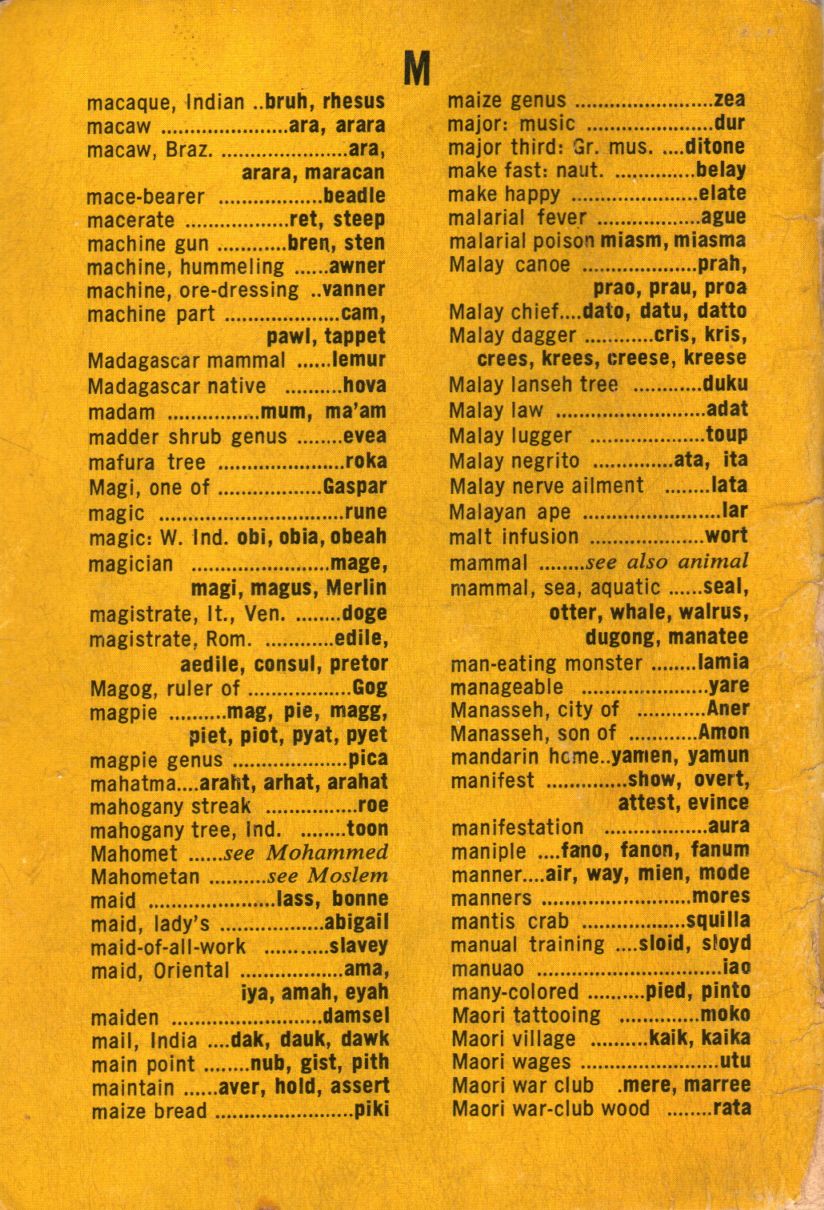 M
macaque, Indian ..bruh, rhesus
macaw ......................ara, arara
macaw, Braz. ......................ara,
arara, maracan
mace-bearer ..................beadle
macerate ..................ret, steep
machine gun ............bren, sten
machine, hummeling ......awner
machine, ore-dressing ..vanner
machine part ....................cam,
pawl, tappet
Madagascar mammal ......lemur
Madagascar native ..........hova
madam ................mum, ma'am
madder shrub genus ........evea
mafura tree ......................roka
Magi, one of ..................Gaspar
magic ................................rune
magic: W. Ind. obi, obia, obeah
magician ........................mage,
magi, magus, Merlin
magistrate, It., Ven. ........doge
magistrate, Rom. ............edile,
aedile, consul, pretor
Magog, ruler of ..................Gog
magpie ..........mag, pie, magg,
piet, piot, pyat, pyet
magpie genus ....................pica
mahatma....araht, arhat, arahat
mahogany streak ................roe
mahogany tree, Ind. ........toon
Mahomet ......see Mohammed
Mahometan ..........see Moslem
maid ......................lass, bonne
maid, lady's ..................abigail
maid-of-all-work ...........slavey
maid, Oriental ..................ama,
iya, amah, eyah
maiden ..........................damsel
mail, India ....dak, dauk, dawk
main point ........nub, gist, pith
maintain ......aver, hold, assert
maize bread ........................piki
maize genus ........................zea
major: music ......................dur
major third: Gr. mus. ....ditone
make fast: naut. ..............belay
make happy ......................elate
malarial fever ..................ague
malarial poison miasm, miasma
Malay canoe ....................prah,
prao, prau, proa
Malay chief....dato, datu, datto
Malay dagger ............cris, kris,
crees, krees, creese, kreese
Malay lanseh tree ............duku
Malay law ..........................adat
Malay lugger ....................toup
Malay negrito ..............ata, ita
Malay nerve ailment ........lata
Malayan ape ........................lar
malt infusion ....................wort
mammal ........see also animal
mammal, sea, aquatic ......seal,
otter, whale, walrus,
dugong, manatee
man-eating monster ........lamia
manageable ......................yare
Manasseh, city of ............Aner
Manasseh, son of ............Amon
mandarin home..yamen, yamun
manifest ..............show, overt,
attest, evince
manifestation ..................aura
maniple ....fano, fanon, fanum
manner....air, way, mien, mode
manners ..........................mores
mantis crab ..................squilla
manual training ....sloid, sloyd
manuao ................................iao
many-colored ..........pied, pinto
Maori tattooing ..............moko
Maori village ..........kaik, kaika
Maori wages ........................utu
Maori war club .mere, marree
Maori war-club wood ........rata